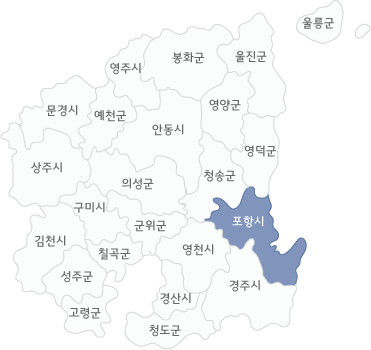 울릉군
봉화군
울진군
영주시
문경시
예천군
영양군
안동시
영덕군
상주시
청송군
의성군
구미시
포항시
군위군
김천시
칠곡군
영천시
성주군
경주시
경산시
고령군
청도군